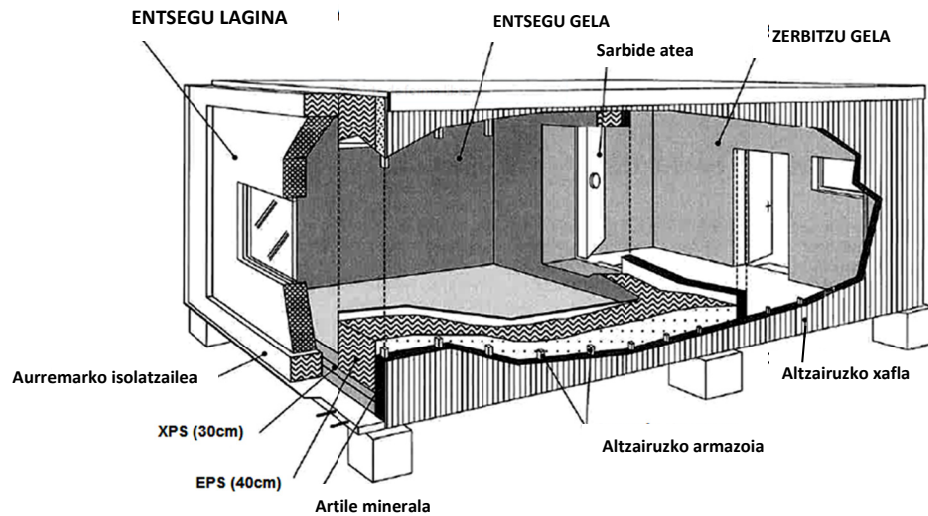 ENTSEGU LAGINA
ENTSEGU GELA
Sarbide atea
ZERBITZU GELA
Aurremarko isolatzailea
Altzairuzko xafla
XPS (30cm)
Altzairuzko armazoia
EPS (40cm)
Artile minerala